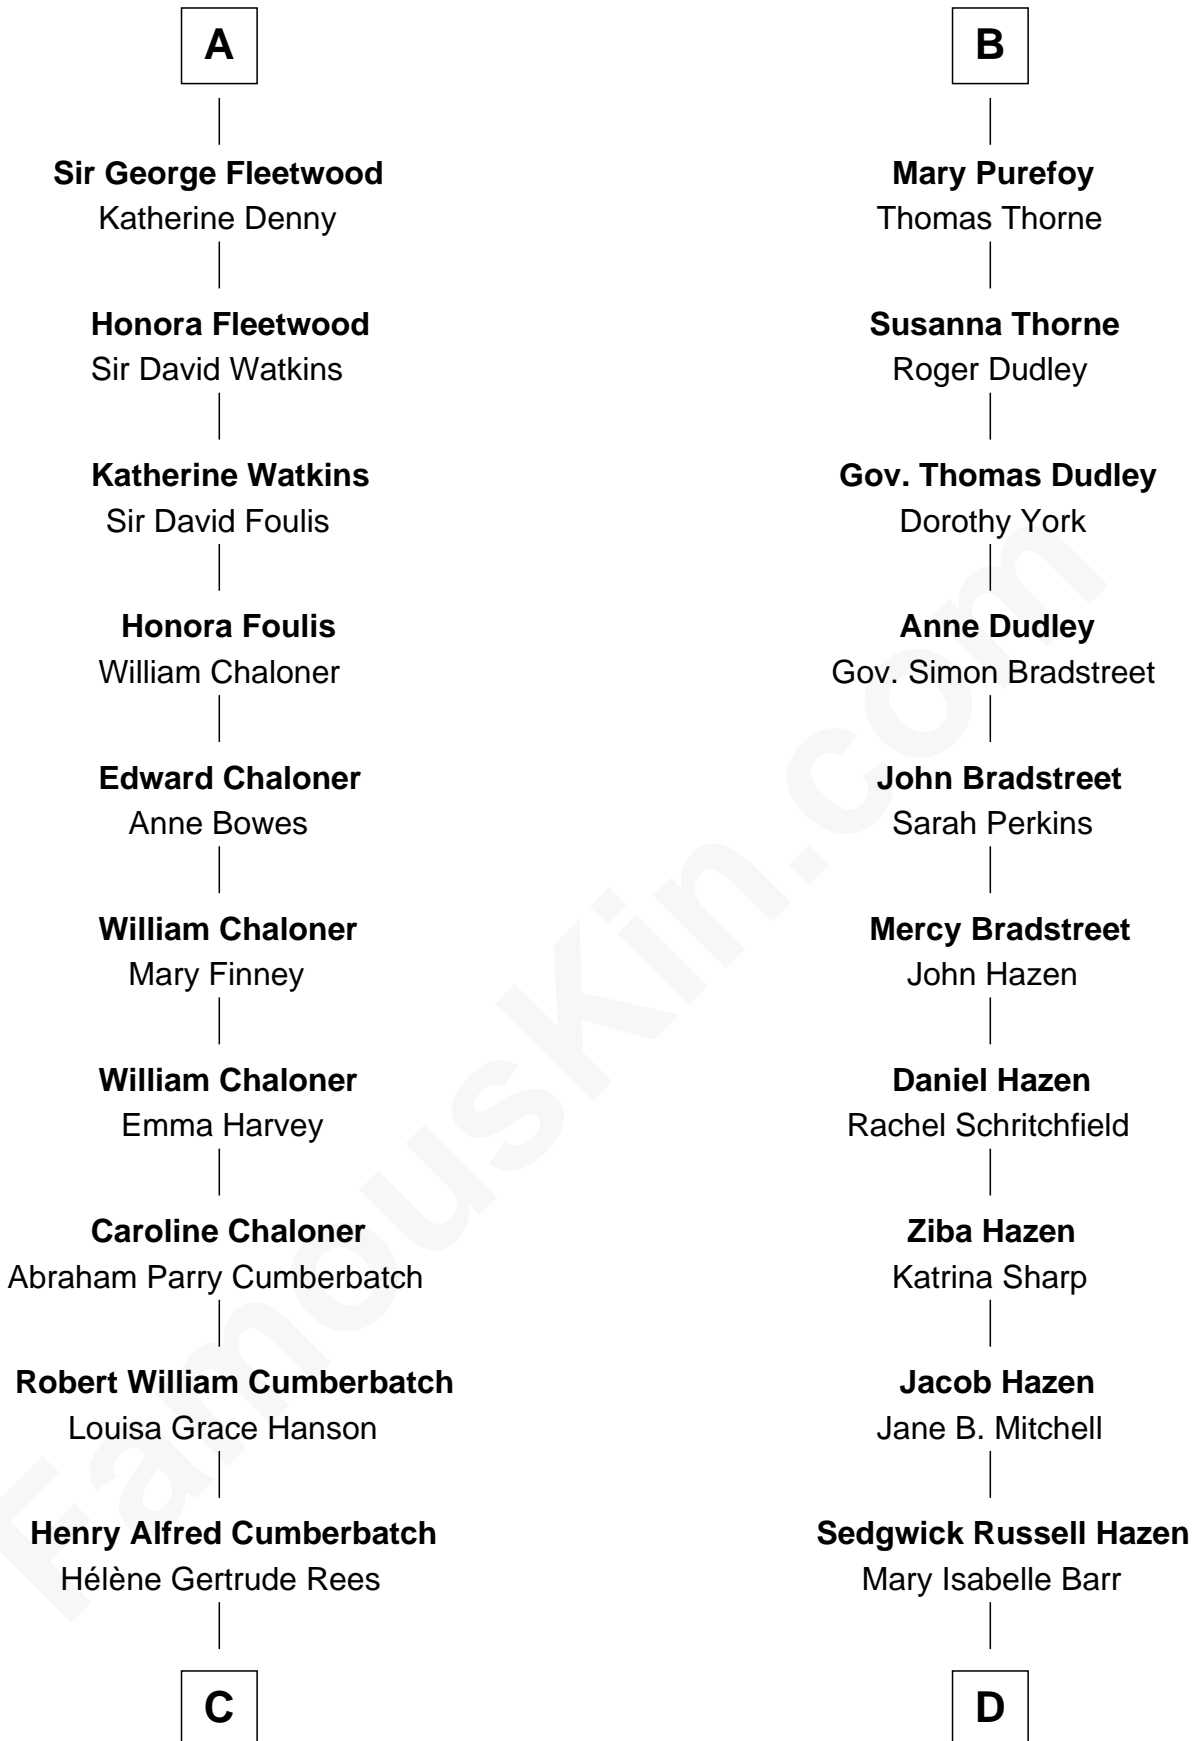 A
Sir George Fleetwood
Katherine Denny
Honora Fleetwood
Sir David Watkins
Katherine Watkins
Sir David Foulis
Honora Foulis
William Chaloner
Edward Chaloner
Anne Bowes
William Chaloner
Mary Finney
William Chaloner
Emma Harvey
Caroline Chaloner
Abraham Parry Cumberbatch
Robert William Cumberbatch
Louisa Grace Hanson
Henry Alfred Cumberbatch
Hélène Gertrude Rees
C
B
Mary Purefoy
Thomas Thorne
Susanna Thorne
Roger Dudley
Gov. Thomas Dudley
Dorothy York
Anne Dudley
Gov. Simon Bradstreet
John Bradstreet
Sarah Perkins
Mercy Bradstreet
John Hazen
Daniel Hazen
Rachel Schritchfield
Ziba Hazen
Katrina Sharp
Jacob Hazen
Jane B. Mitchell
Sedgwick Russell Hazen
Mary Isabelle Barr
D
FamousKin.com